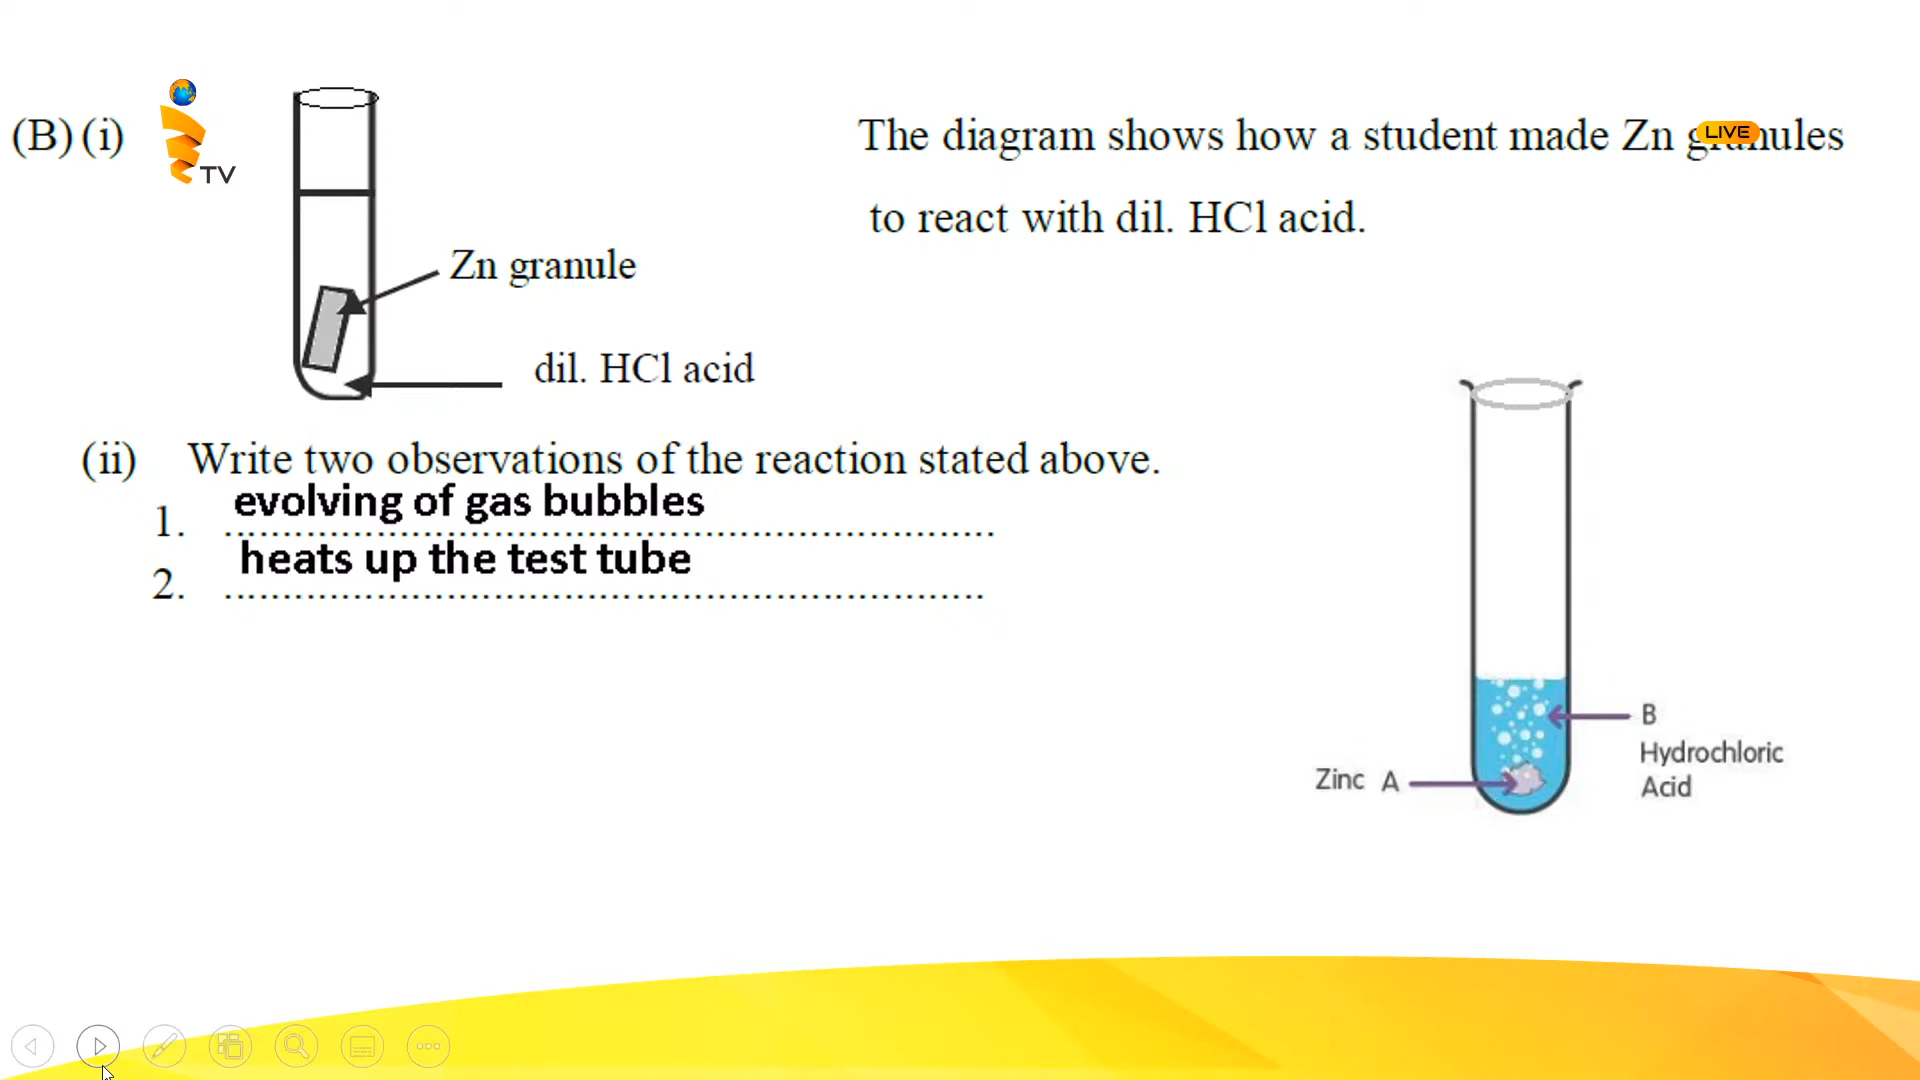 (B) (i)
TV
The diagram shows how a student made Zn granules
LIVE
to react with dil. HCl acid.
Zn granule
dil. HCl acid
(ii) Write two observations of the reaction stated above.
1. evolving of gas bubbles
2. heats up the test tube
B
Hydrochloric
Acid
Zinc A